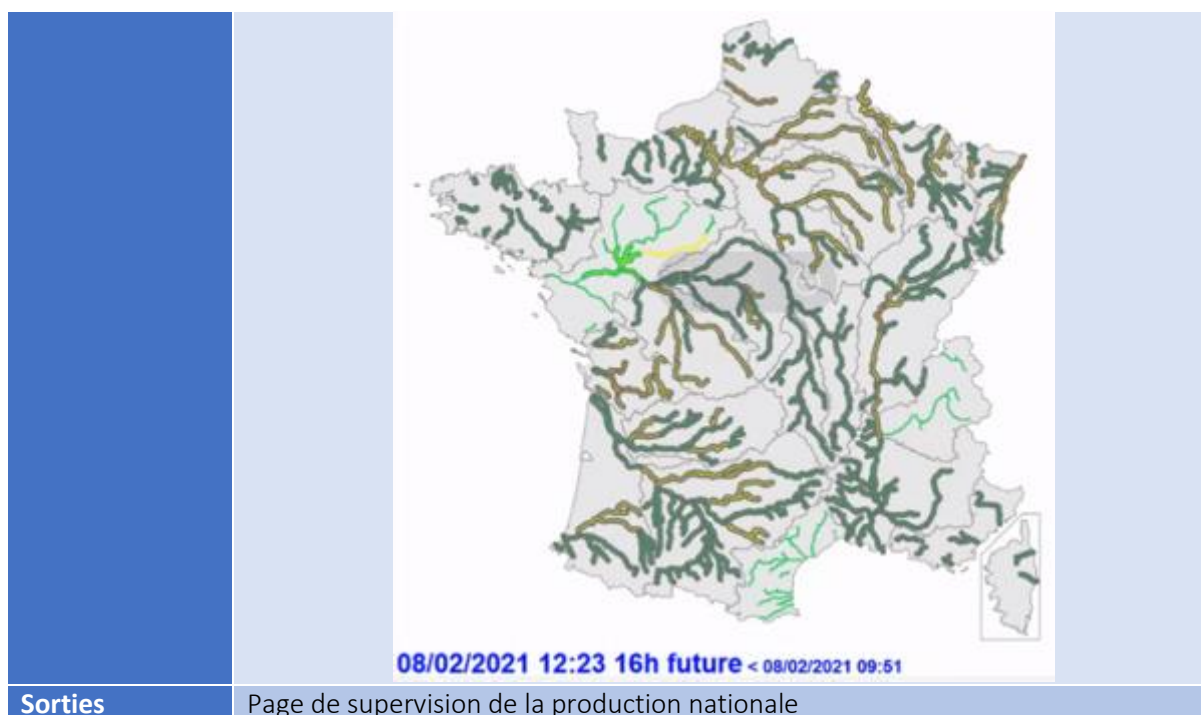 08/02/2021 12:23 16h future < 08/02/2021 09:51
Sorties Page de supervision de la production nationale